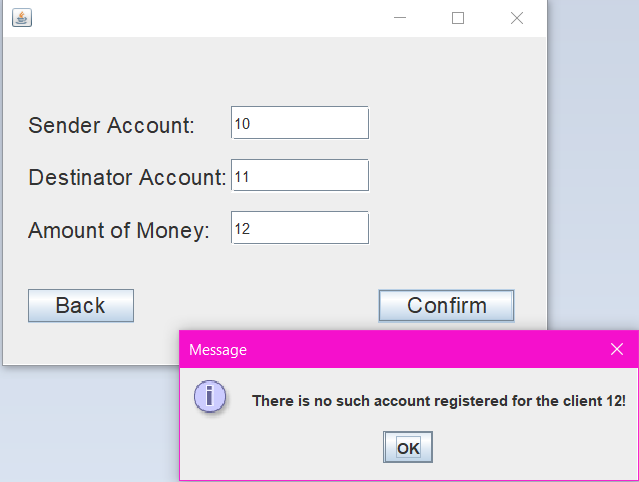 Sender Account: 10
Destinator Account: 11
Amount of Money: 12
Back Confirm
Message
i There is no such account registered for the client 12!
OK